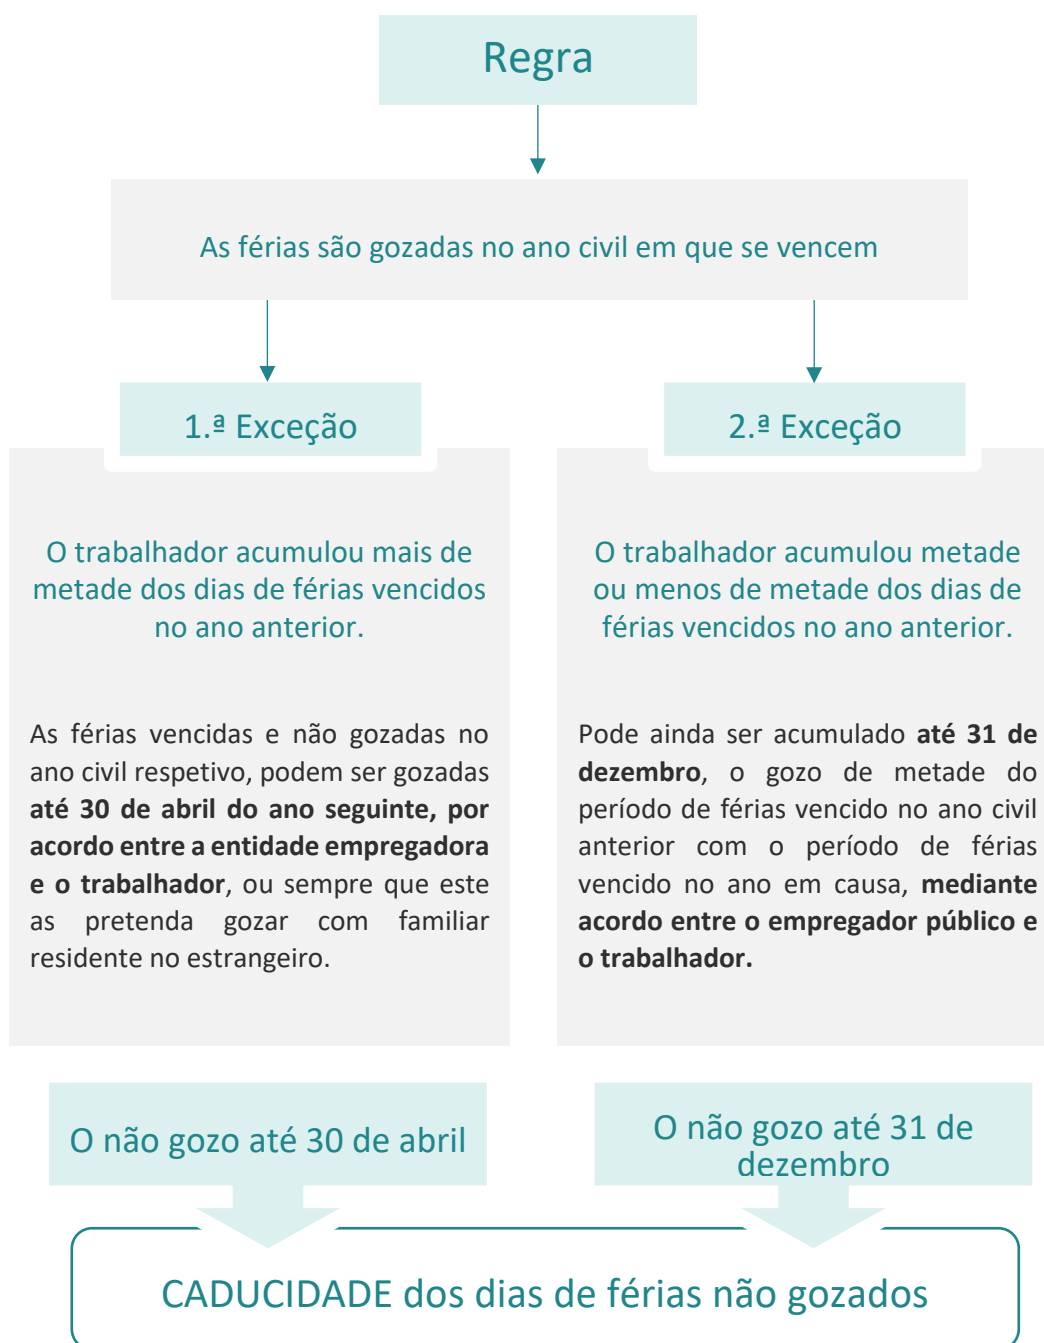 Regra
As férias são gozadas no ano civil em que se vencem
1.ª Exceção
O trabalhador acumulou mais de
metade dos dias de férias vencidos
no ano anterior.
As férias vencidas e não gozadas no
ano civil respetivo, podem ser gozadas
até 30 de abril do ano seguinte, por
acordo entre a entidade empregadora
e o trabalhador, ou sempre que este
as pretenda gozar com familiar
residente no estrangeiro.
2.ª Exceção
O trabalhador acumulou metade
ou menos de metade dos dias de
férias vencidos no ano anterior.
Pode ainda ser acumulado até 31 de
dezembro, o gozo de metade do
período de férias vencido no ano civil
anterior com o período de férias
vencido no ano em causa, mediante
acordo entre o empregador público e
o trabalhador.
O não gozo até 30 de abril
O não gozo até 31 de
dezembro
CADUCIDADE dos dias de férias não gozados